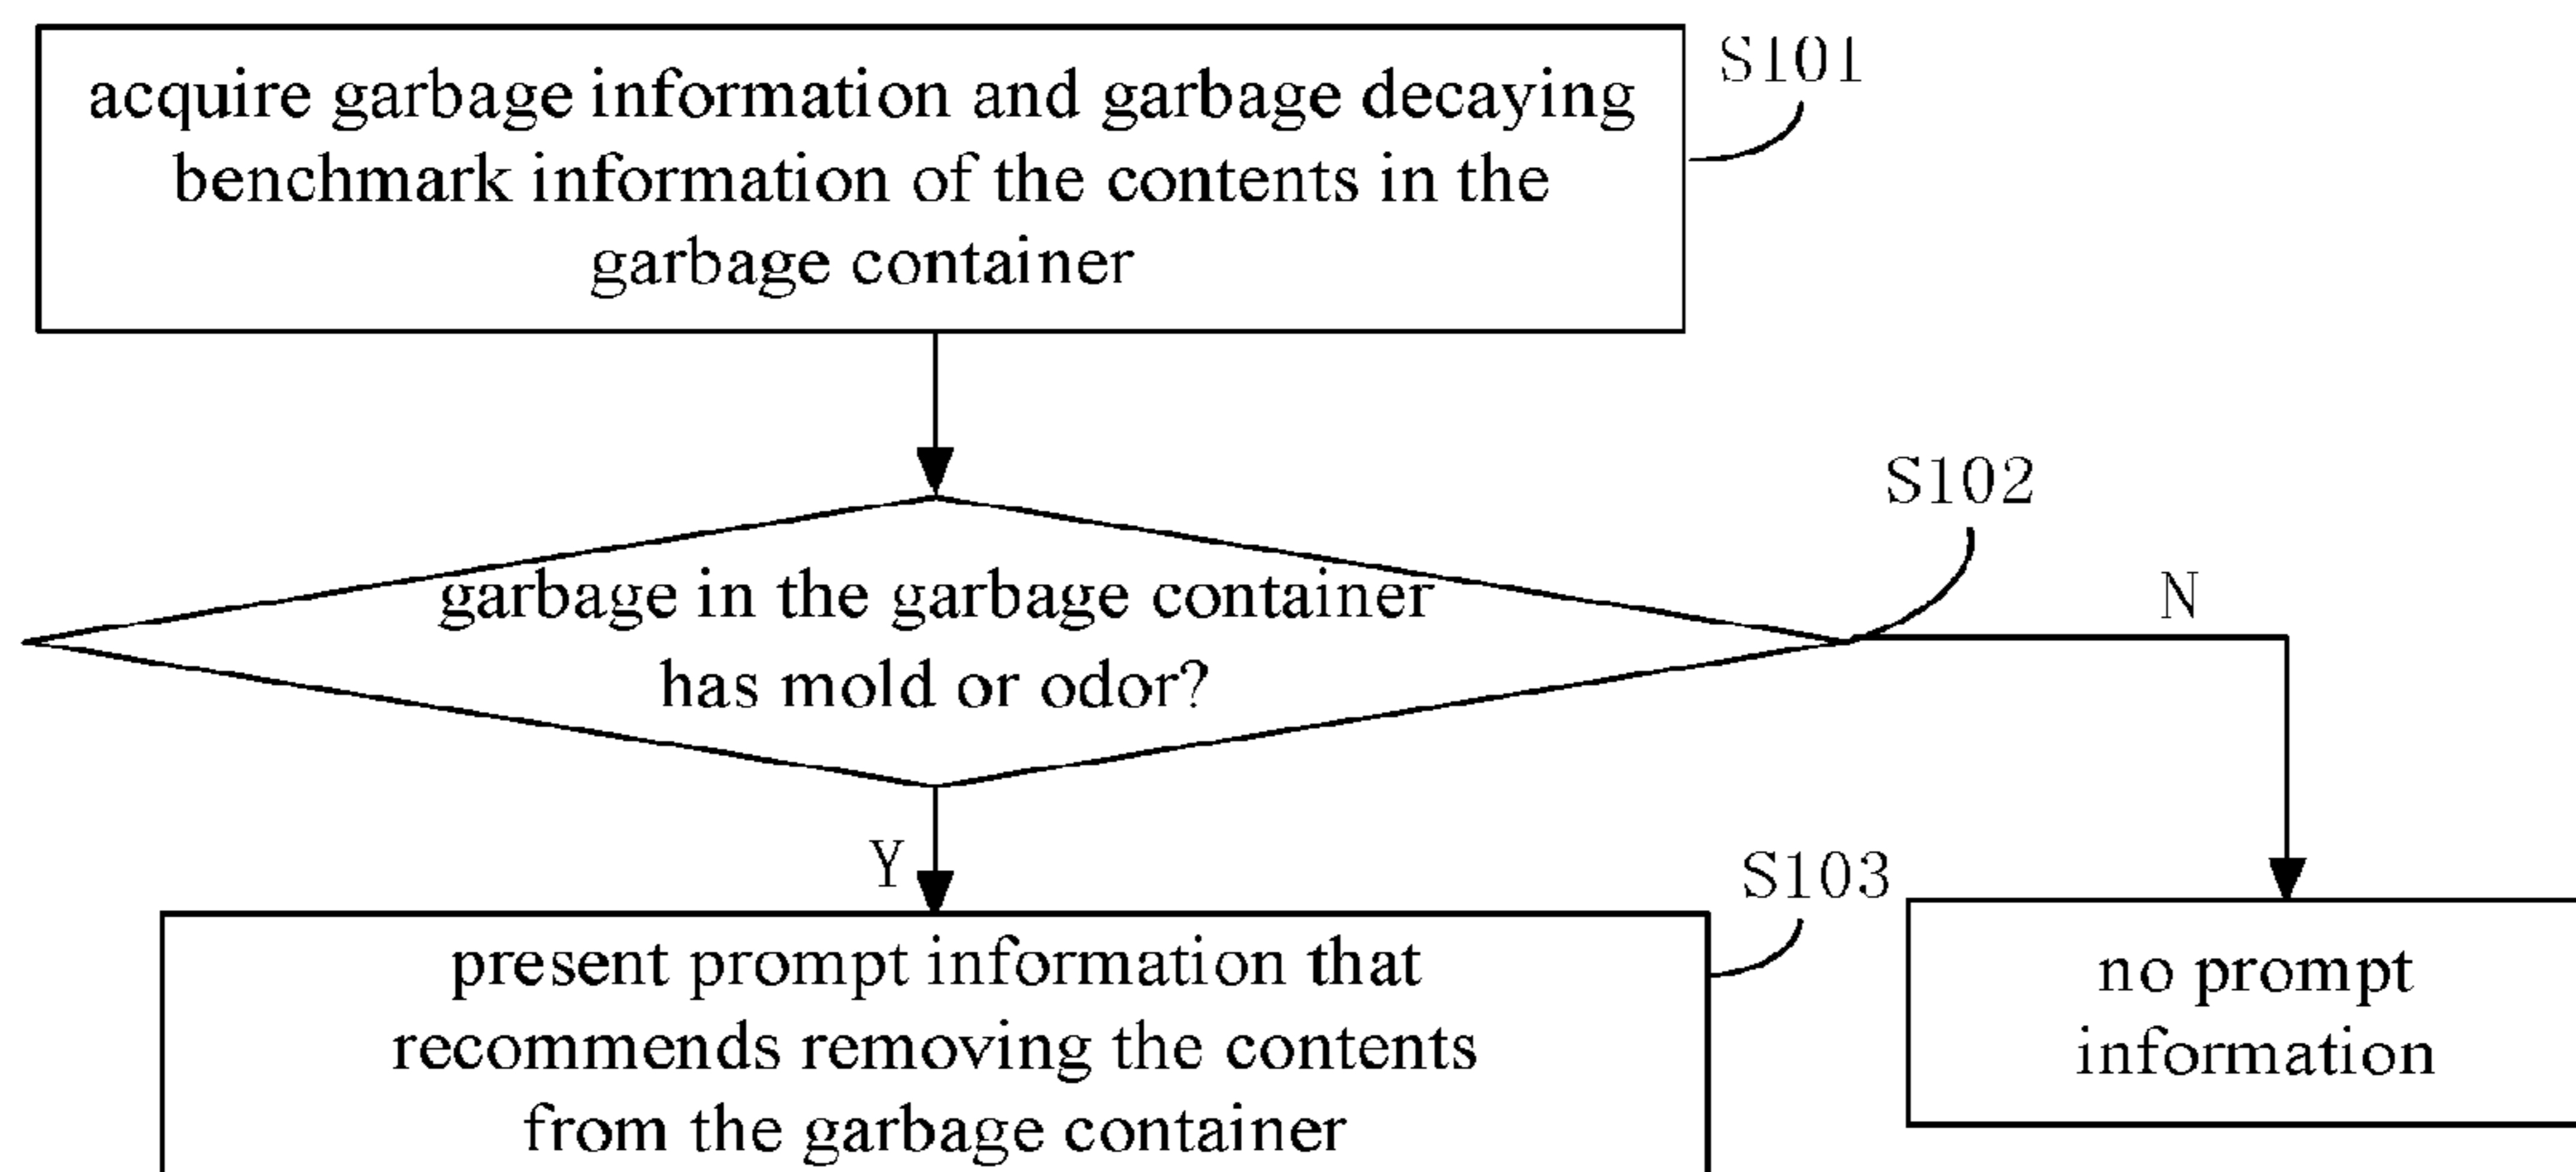 acquire garbage information and garbage decaying
benchmark information of the contents in the
garbage container
S101
garbage in the garbage container
has mold or odor?
S102
N
Y
present prompt information that
recommends removing the contents
from the garbage container
S103
no prompt
information